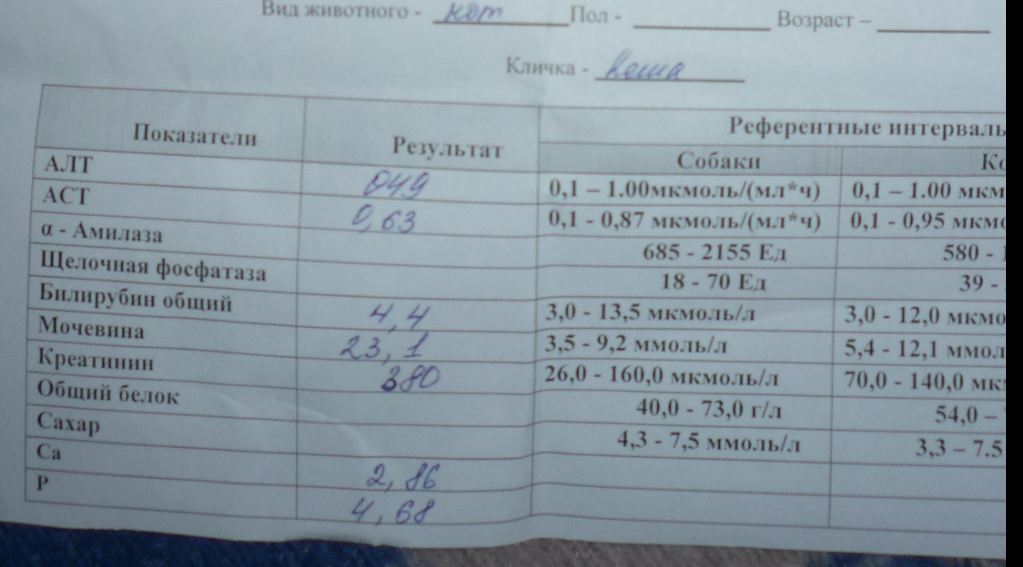 Вид животного - кот Пол - Возраст –
Кличка - Кеша
Показатели Результат Референтные интервалы
Собаки Ко
АЛТ 049 0,1 – 1.00мкмоль/(мл*ч) 0,1 – 1.00 мкм
АСТ 0,63 0,1 - 0,87 мкмоль/(мл*ч) 0,1 - 0,95 мкмо
α - Амилаза 685 - 2155 Ед 580 - 1
Щелочная фосфатаза 18 - 70 Ед 39 -
Билирубин общий 4,4 3,0 - 13,5 мкмоль/л 3,0 - 12,0 мкмо
Мочевина 23,1 3,5 - 9,2 ммоль/л 5,4 - 12,1 ммол
Креатинин 380 26,0 - 160,0 мкмоль/л 70,0 - 140,0 мк
Общий белок 40,0 - 73,0 г/л 54,0 –
Сахар 4,3 - 7,5 ммоль/л 3,3 – 7.5
Са 2,86
Р 4,68